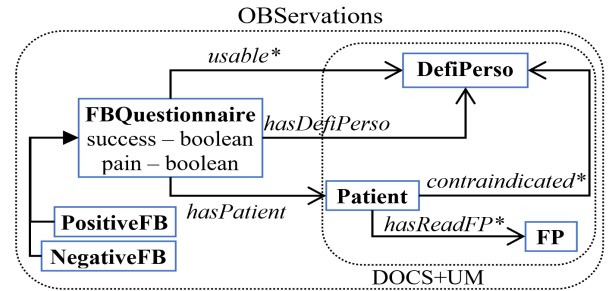 OBServations
usable*
DefiPerso
FBQuestionnaire
success – boolean
pain – boolean
hasDefiPerso
Patient
contraindicated*
hasPatient
hasReadFP*
PositiveFB
FP
NegativeFB
DOCS+UM